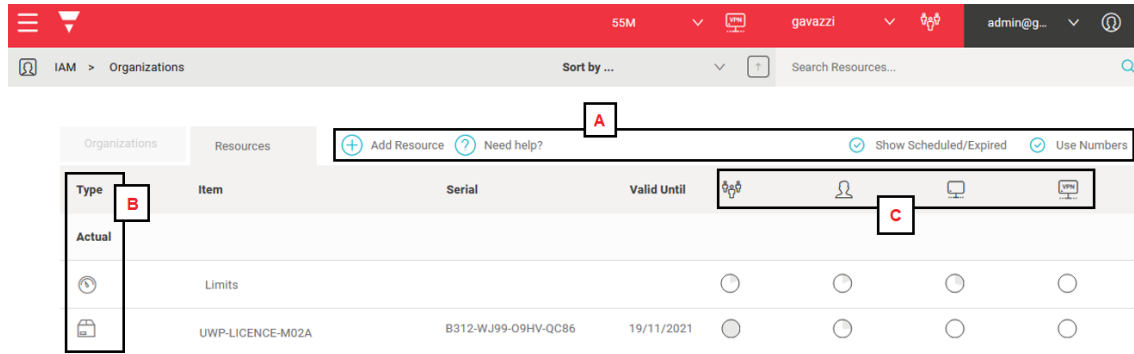 55M VPN gavazzi admin@g...
IAM > Organizations Sort by ... Search Resources...
A
Organizations Resources Add Resource ? Need help? Show Scheduled/Expired Use Numbers
Type Item Serial Valid Until VPN
B
C
Actual
Limits
UWP-LICENCE-M02A B312-WJ99-O9HV-QC86 19/11/2021